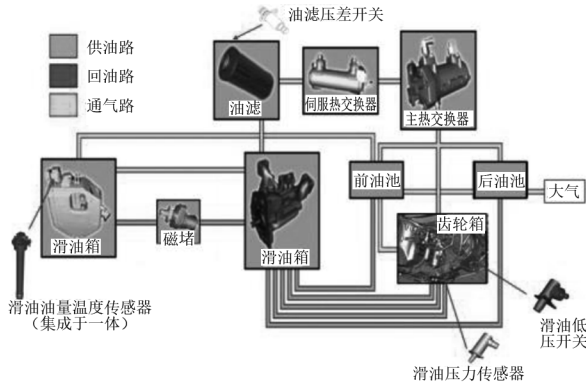 油滤压差开关
供油路
回油路
通气路
油滤
伺服热交换器
主热交换器
前油池
后油池
大气
滑油箱
磁堵
滑油箱
齿轮箱
滑油油量温度传感器
（集成于一体）
滑油低
压开关
滑油压力传感器